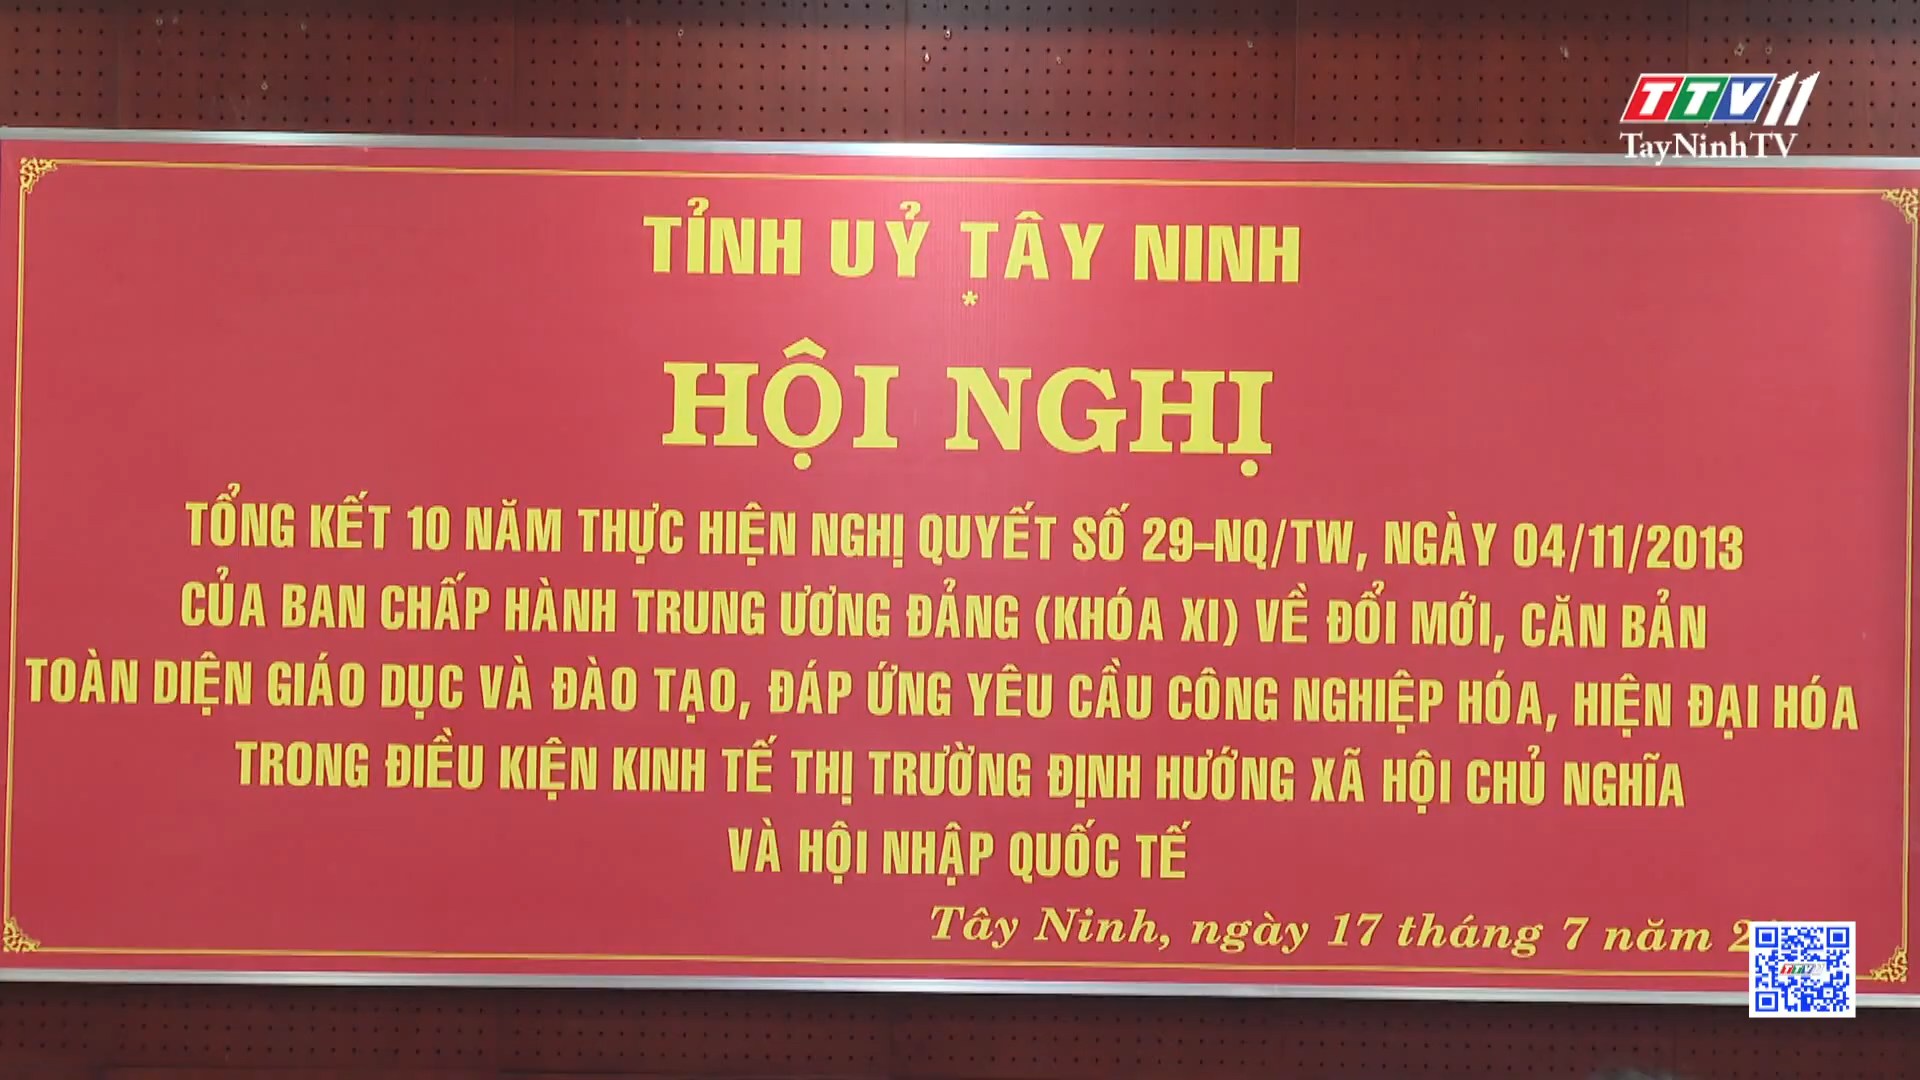 TTV11
TayNinhTV
TỈNH UỶ TÂY NINH
*
HỘI NGHỊ
TỔNG KẾT 10 NĂM THỰC HIỆN NGHỊ QUYẾT SỐ 29-NQ/TW, NGÀY 04/11/2013
CỦA BAN CHẤP HÀNH TRUNG ƯƠNG ĐẢNG (KHÓA XI) VỀ ĐỔI MỚI, CĂN BẢN
TOÀN DIỆN GIÁO DỤC VÀ ĐÀO TẠO, ĐÁP ỨNG YÊU CẦU CÔNG NGHIỆP HÓA, HIỆN ĐẠI HÓA
TRONG ĐIỀU KIỆN KINH TẾ THỊ TRƯỜNG ĐỊNH HƯỚNG XÃ HỘI CHỦ NGHĨA
VÀ HỘI NHẬP QUỐC TẾ
Tây Ninh, ngày 17 tháng 7 năm